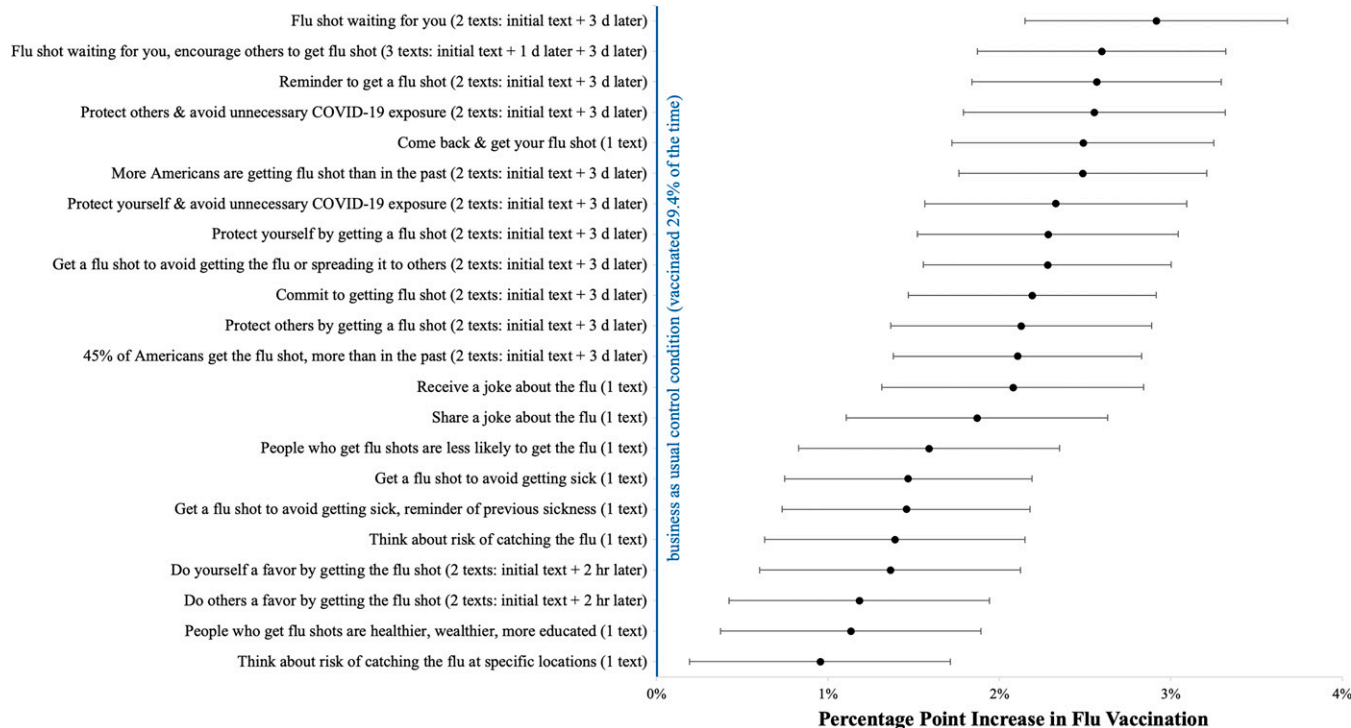 Flu shot waiting for you (2 texts: initial text + 3 d later)
Flu shot waiting for you, encourage others to get flu shot (3 texts: initial text + 1 d later + 3 d later)
Reminder to get a flu shot (2 texts: initial text + 3 d later)
Protect others & avoid unnecessary COVID-19 exposure (2 texts: initial text + 3 d later)
Come back & get your flu shot (1 text)
More Americans are getting flu shot than in the past (2 texts: initial text + 3 d later)
Protect yourself & avoid unnecessary COVID-19 exposure (2 texts: initial text + 3 d later)
Protect yourself by getting a flu shot (2 texts: initial text + 3 d later)
Get a flu shot to avoid getting the flu or spreading it to others (2 texts: initial text + 3 d later)
Commit to getting flu shot (2 texts: initial text + 3 d later)
Protect others by getting a flu shot (2 texts: initial text + 3 d later)
45% of Americans get the flu shot, more than in the past (2 texts: initial text + 3 d later)
Receive a joke about the flu (1 text)
Share a joke about the flu (1 text)
People who get flu shots are less likely to get the flu (1 text)
Get a flu shot to avoid getting sick (1 text)
Get a flu shot to avoid getting sick, reminder of previous sickness (1 text)
Think about risk of catching the flu (1 text)
Do yourself a favor by getting the flu shot (2 texts: initial text + 2 hr later)
Do others a favor by getting the flu shot (2 texts: initial text + 2 hr later)
People who get flu shots are healthier, wealthier, more educated (1 text)
Think about risk of catching the flu at specific locations (1 text)
business as usual control condition (vaccinated 29.4% of the time)
0% 1% 2% 3% 4%
Percentage Point Increase in Flu Vaccination